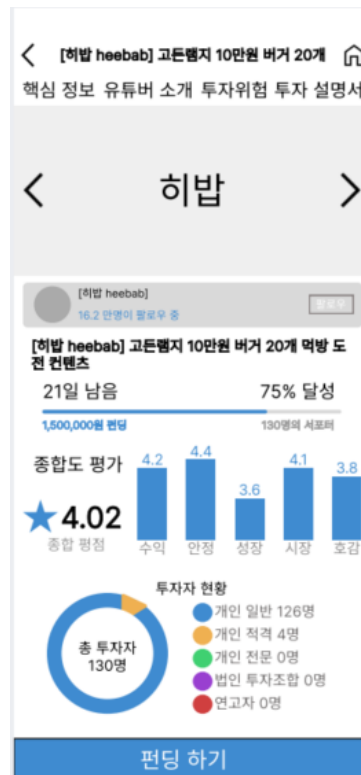 [히밥 heebab] 고든램지 10만원 버거 20개
핵심 정보 유튜버 소개 투자위험 투자 설명서
히밥
[히밥 heebab]
16.2 만명이 팔로우 중
팔로우
[히밥 heebab] 고든램지 10만원 버거 20개 먹방 도
전 컨텐츠
21일 남음 75% 달성
1,500,000원 펀딩 130명의 서포터
종합도 평가
4.2 4.4 3.6 4.1 3.8
4.02
종합 평점
수익 안정 성장 시장 호감
투자자 현황
총 투자자
130명
개인 일반 126명
개인 적격 4명
개인 전문 0명
법인 투자조합 0명
연고자 0명
펀딩 하기